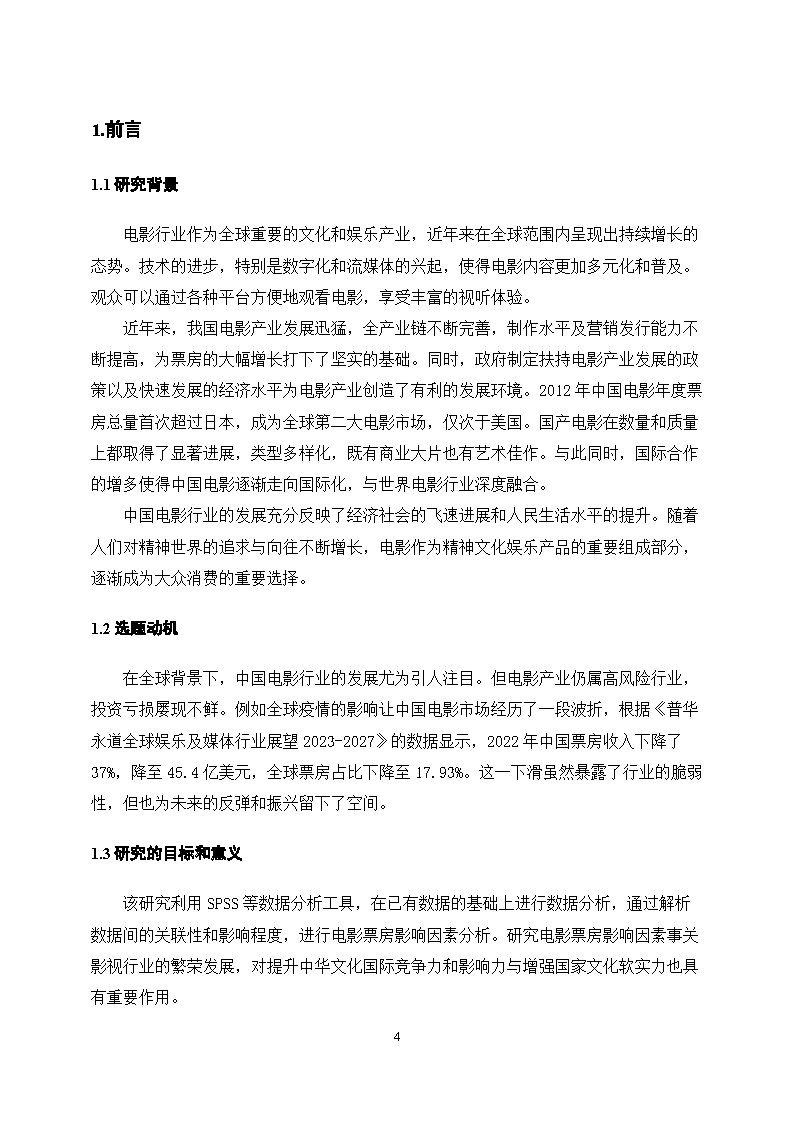 1.前言
1.1 研究背景
电影行业作为全球重要的文化和娱乐产业，近年来在全球范围内呈现出持续增长的
态势。技术的进步，特别是数字化和流媒体的兴起，使得电影内容更加多元化和普及。
观众可以通过各种平台方便地观看电影，享受丰富的视听体验。
近年来，我国电影产业发展迅猛，全产业链不断完善，制作水平及营销发行能力不
断提高，为票房的大幅增长打下了坚实的基础。同时，政府制定扶持电影产业发展的政
策以及快速发展的经济水平为电影产业创造了有利的发展环境。2012 年中国电影年度票
房总量首次超过日本，成为全球第二大电影市场，仅次于美国。国产电影在数量和质量
上都取得了显著进展，类型多样化，既有商业大片也有艺术佳作。与此同时，国际合作
的增多使得中国电影逐渐走向国际化，与世界电影行业深度融合。
中国电影行业的发展充分反映了经济社会的飞速进展和人民生活水平的提升。随着
人们对精神世界的追求与向往不断增长，电影作为精神文化娱乐产品的重要组成部分，
逐渐成为大众消费的重要选择。
1.2 选题动机
在全球背景下，中国电影行业的发展尤为引人注目。但电影产业仍属高风险行业，
投资亏损屡现不鲜。例如全球疫情的影响让中国电影市场经历了一段波折，根据《普华
永道全球娱乐及媒体行业展望 2023-2027》的数据显示，2022 年中国票房收入下降了
37%，降至 45.4 亿美元，全球票房占比下降至 17.93%。这一下滑虽然暴露了行业的脆弱
性，但也为未来的反弹和振兴留下了空间。
1.3 研究的目标和意义
该研究利用 SPSS 等数据分析工具，在已有数据的基础上进行数据分析，通过解析
数据间的关联性和影响程度，进行电影票房影响因素分析。研究电影票房影响因素事关
影视行业的繁荣发展，对提升中华文化国际竞争力和影响力与增强国家文化软实力也具
有重要作用。
4